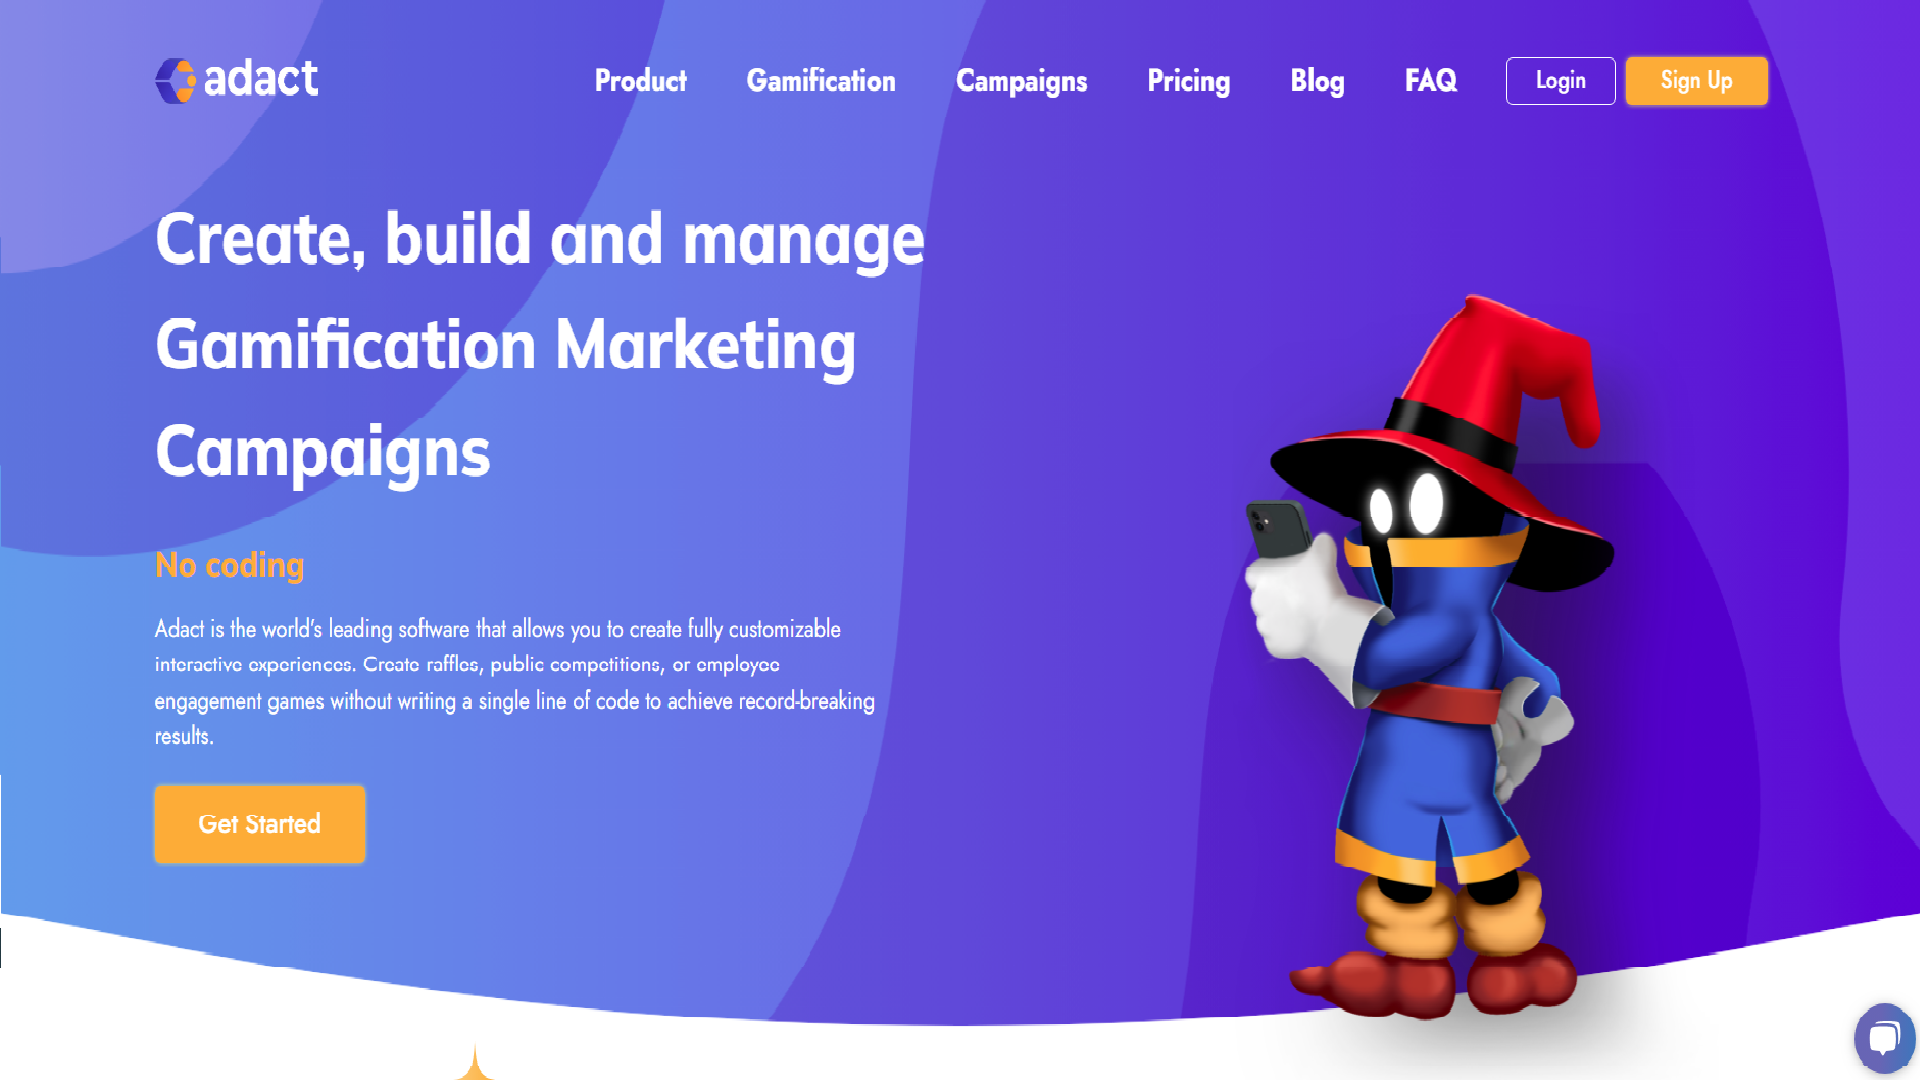 adact
Product
Gamification
Campaigns
Pricing
Blog
FAQ
Login
Sign Up
Create, build and manage
Gamification Marketing
Campaigns
No coding
Adact is the world's leading software that allows you to create fully customizable
interactive experiences. Create raffles, public competitions, or employee
engagement games without writing a single line of code to achieve record-breaking
results.
Get Started